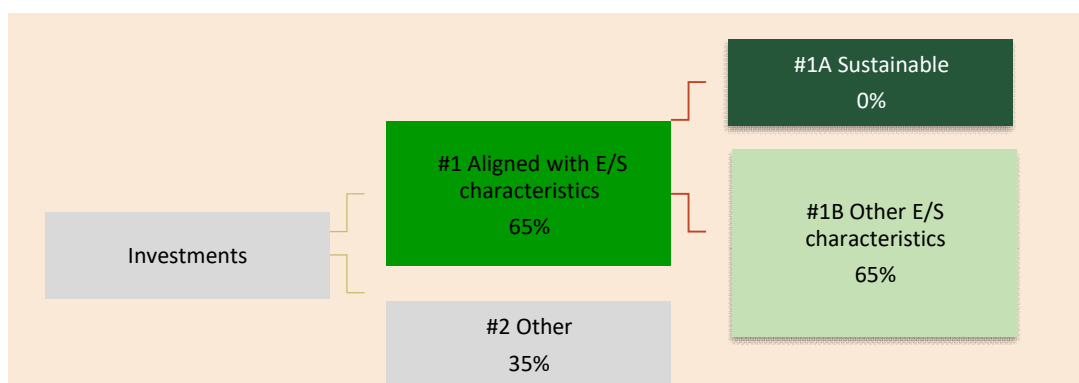 Investments
#1 Aligned with E/S
characteristics
65%
#2 Other
35%
#1A Sustainable
0%
#1B Other E/S
characteristics
65%